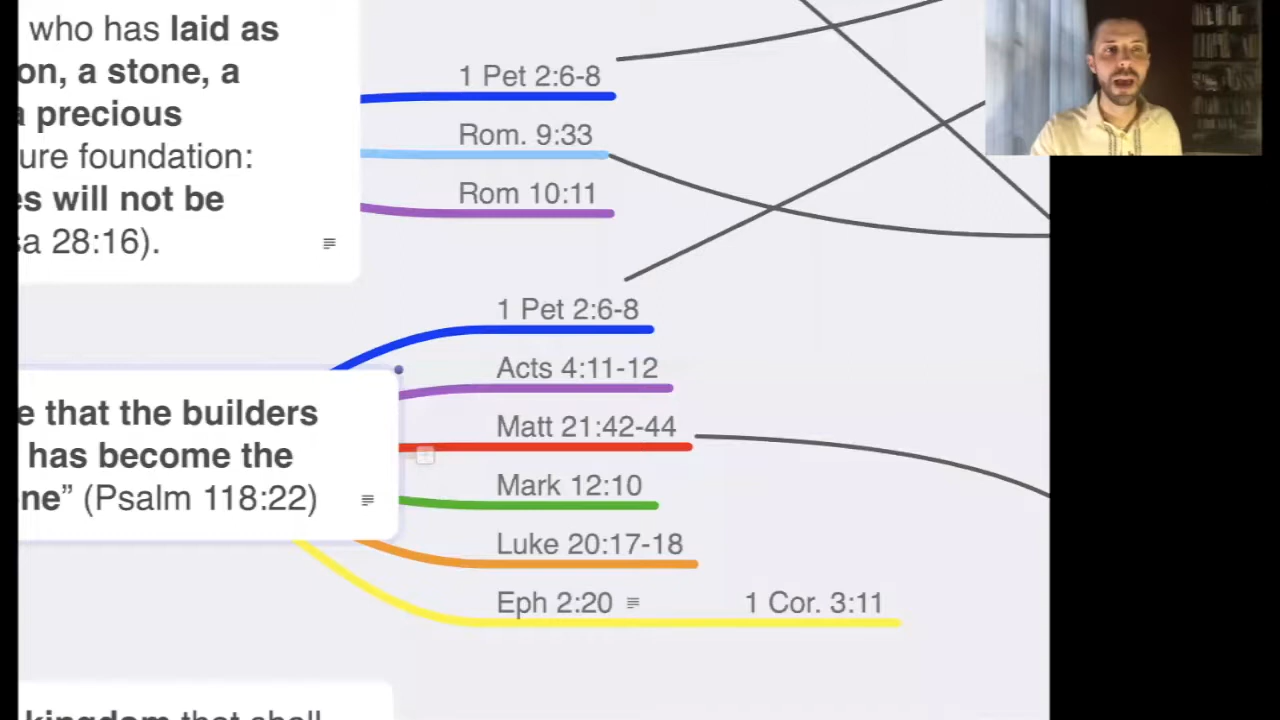 who has laid as
on, a stone, a
a precious
ure foundation:
es will not be
sa 28:16).
1 Pet 2:6-8
Rom. 9:33
Rom 10:11
e that the builders
has become the
ne” (Psalm 118:22)
1 Pet 2:6-8
Acts 4:11-12
Matt 21:42-44
Mark 12:10
Luke 20:17-18
Eph 2:20
1 Cor. 3:11
kingdom that shall